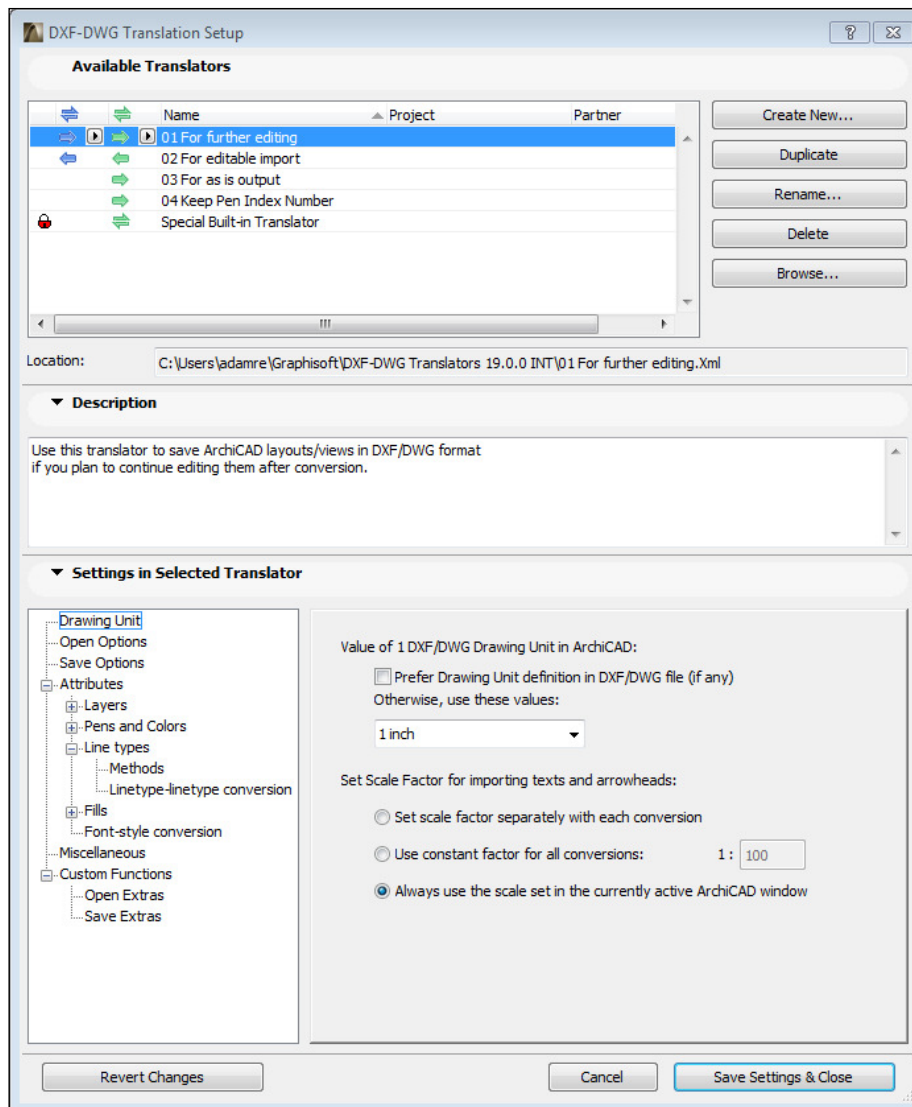 DXF-DWG Translation Setup
Available Translators
Name Project Partner
01 For further editing
02 For editable import
03 For as is output
04 Keep Pen Index Number
Special Built-in Translator
Create New...
Duplicate
Rename...
Delete
Browse...
Location: C:\Users\adamre\Graphisoft\DXF-DWG Translators 19.0.0 INT\01 For further editing.Xml
Description
Use this translator to save ArchiCAD layouts/views in DXF/DWG format
if you plan to continue editing them after conversion.
Settings in Selected Translator
Drawing Unit
Open Options
Save Options
Attributes
Layers
Pens and Colors
Line types
Methods
Linetype-linetype conversion
Fills
Font-style conversion
Miscellaneous
Custom Functions
Open Extras
Save Extras
Value of 1 DXF/DWG Drawing Unit in ArchiCAD:
Prefer Drawing Unit definition in DXF/DWG file (if any)
Otherwise, use these values:
1 inch
Set Scale Factor for importing texts and arrowheads:
Set scale factor separately with each conversion
Use constant factor for all conversions: 1 : 100
Always use the scale set in the currently active ArchiCAD window
Revert Changes
Cancel
Save Settings & Close